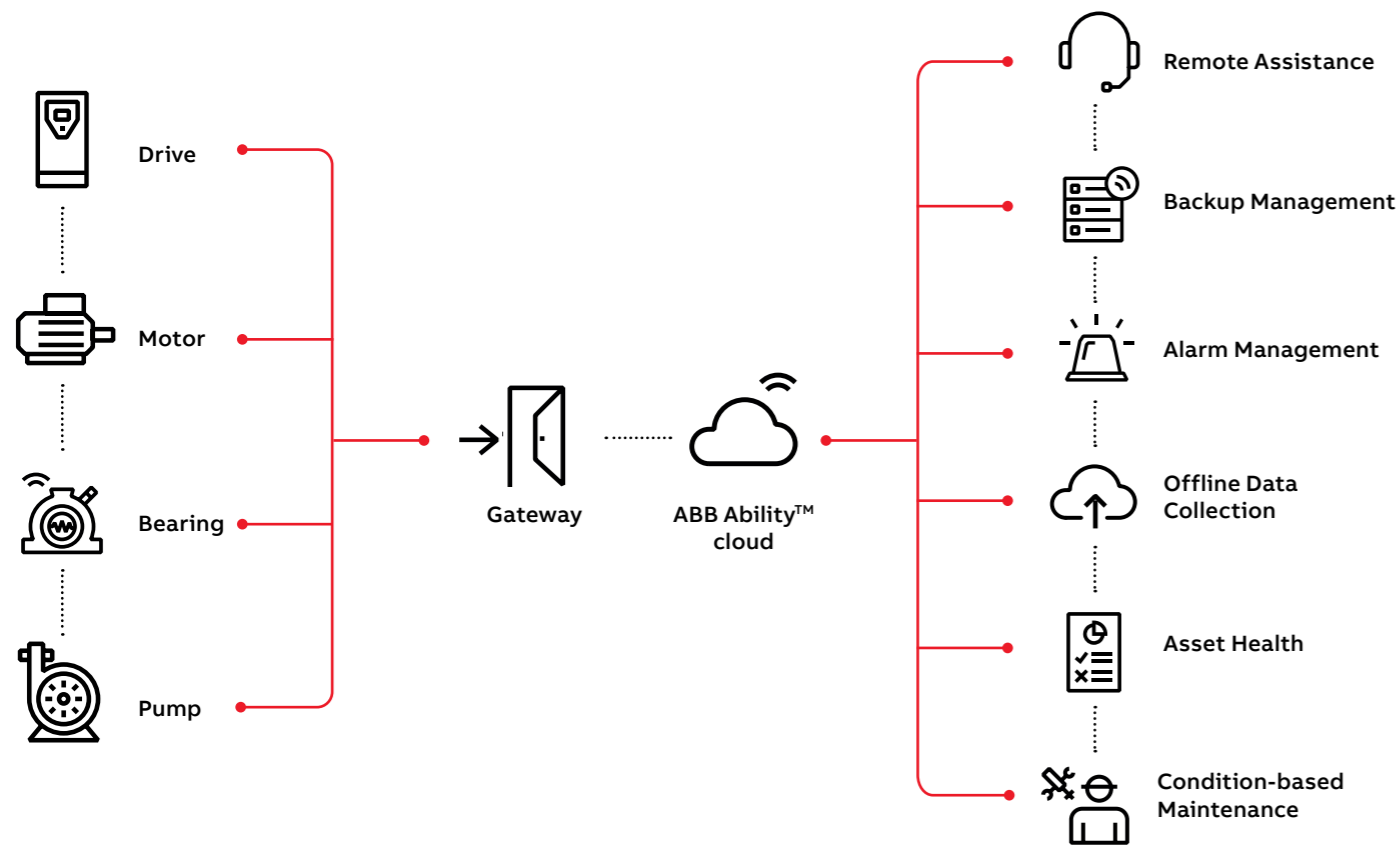 Drive
Motor
Bearing
Pump
Gateway
ABB Ability™
cloud
Remote Assistance
Backup Management
Alarm Management
Offline Data
Collection
Asset Health
Condition-based
Maintenance